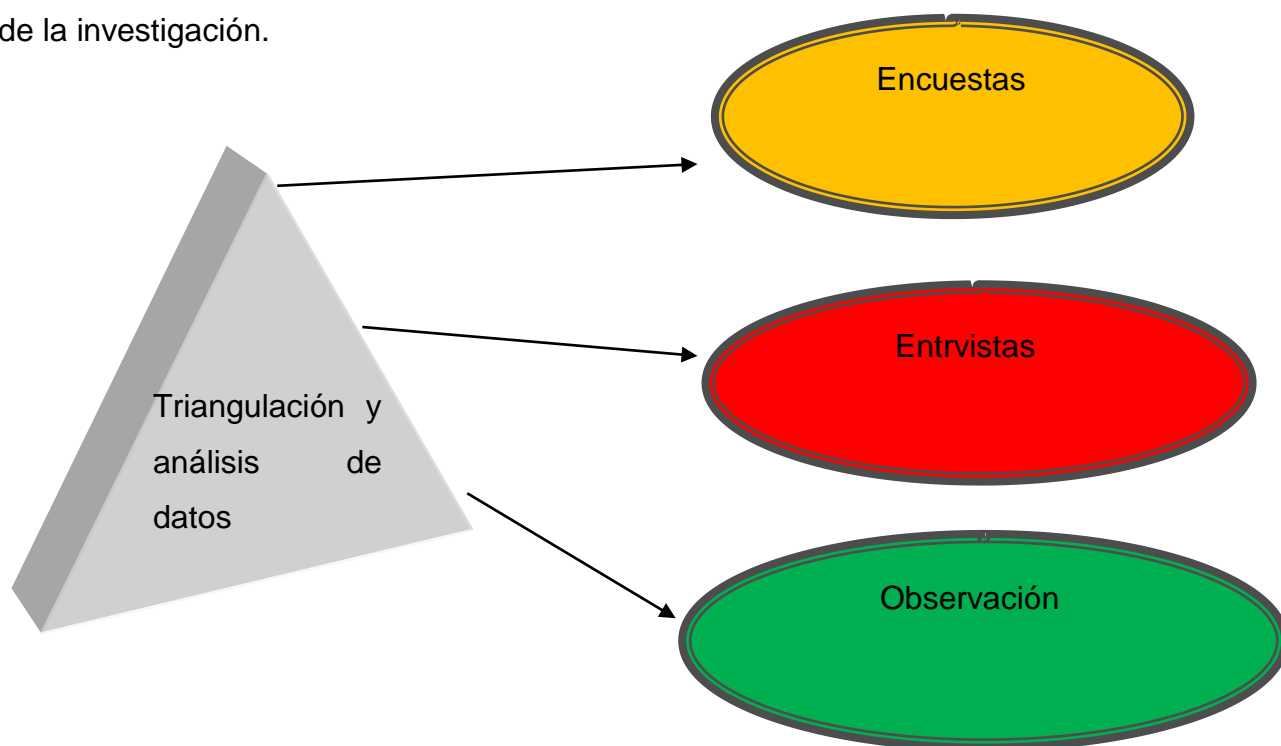 de la investigación.
Encuestas
Entrvistas
Triangulación y
análisis de
datos
Observación